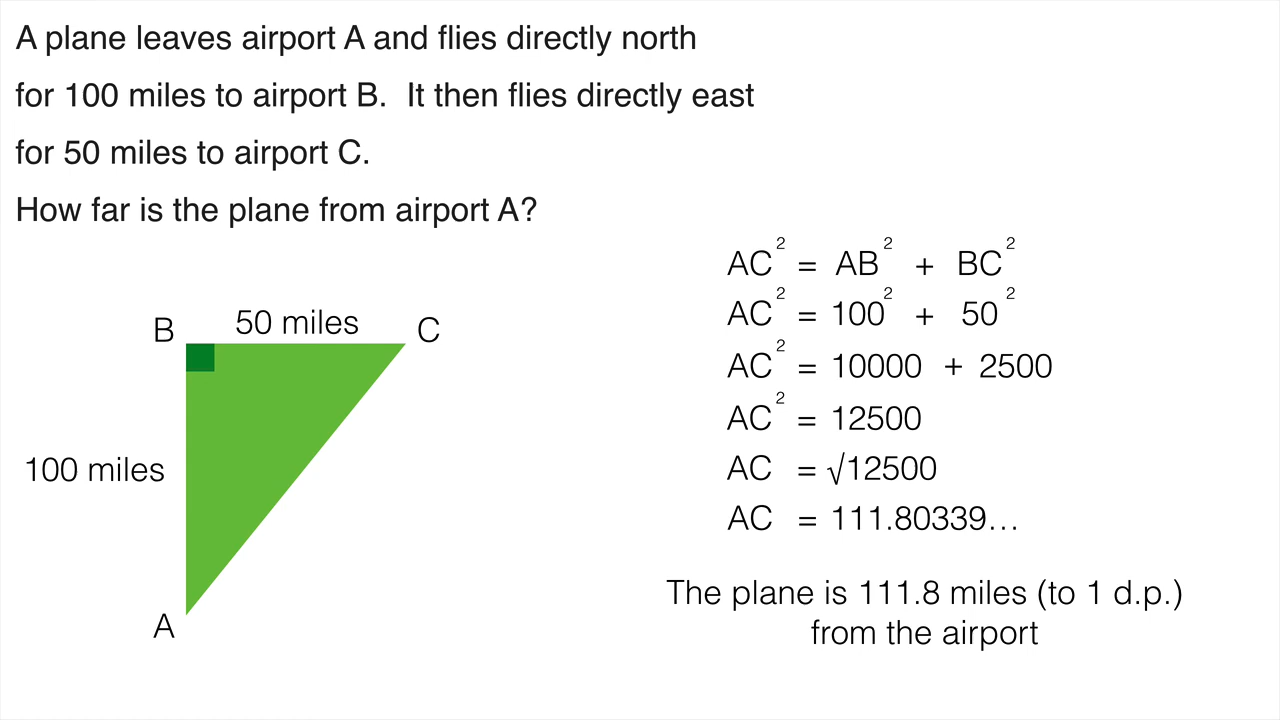 A plane leaves airport A and flies directly north
for 100 miles to airport B.  It then flies directly east
for 50 miles to airport C.
How far is the plane from airport A?
AC² = AB² + BC²
AC² = 100² + 50²
AC² = 10000 + 2500
AC² = 12500
AC = √12500
AC = 111.80339…
The plane is 111.8 miles (to 1 d.p.)
from the airport
B
50 miles
C
100 miles
A